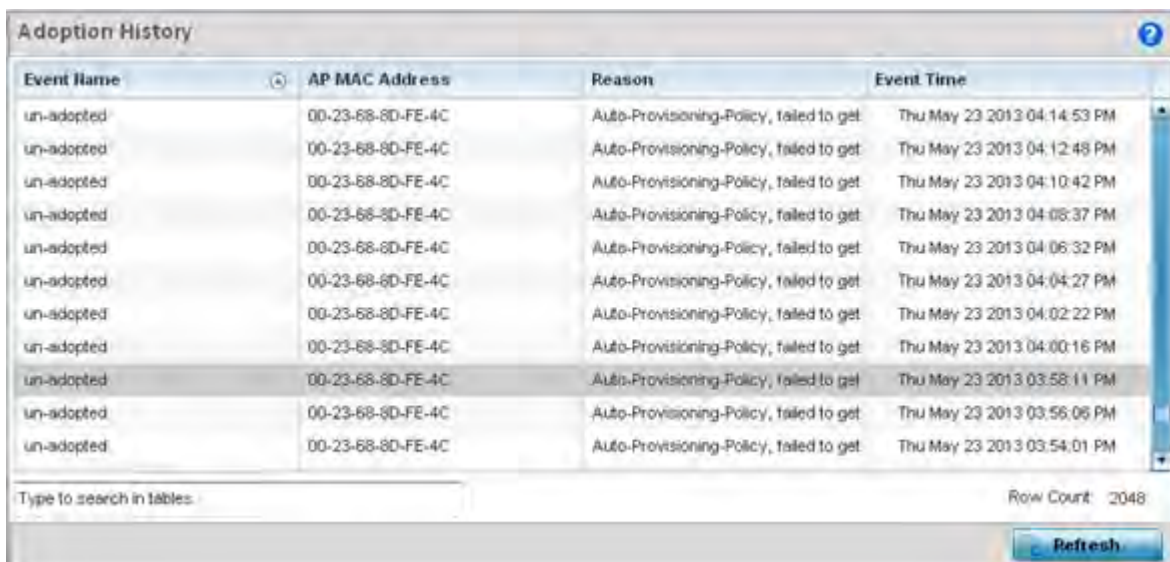 Adoption History
Event Name AP MAC Address Reason Event Time
un-adopted 00-23-68-8D-FE-4C Auto-Provisioning-Policy, failed to get Thu May 23 2013 04:14:53 PM
un-adopted 00-23-68-8D-FE-4C Auto-Provisioning-Policy, failed to get Thu May 23 2013 04:12:48 PM
un-adopted 00-23-68-8D-FE-4C Auto-Provisioning-Policy, failed to get Thu May 23 2013 04:10:42 PM
un-adopted 00-23-68-8D-FE-4C Auto-Provisioning-Policy, failed to get Thu May 23 2013 04:08:37 PM
un-adopted 00-23-68-8D-FE-4C Auto-Provisioning-Policy, failed to get Thu May 23 2013 04:06:32 PM
un-adopted 00-23-68-8D-FE-4C Auto-Provisioning-Policy, failed to get Thu May 23 2013 04:04:27 PM
un-adopted 00-23-68-8D-FE-4C Auto-Provisioning-Policy, failed to get Thu May 23 2013 04:02:22 PM
un-adopted 00-23-68-8D-FE-4C Auto-Provisioning-Policy, failed to get Thu May 23 2013 04:00:16 PM
un-adopted 00-23-68-8D-FE-4C Auto-Provisioning-Policy, failed to get Thu May 23 2013 03:58:11 PM
un-adopted 00-23-68-8D-FE-4C Auto-Provisioning-Policy, failed to get Thu May 23 2013 03:56:06 PM
un-adopted 00-23-68-8D-FE-4C Auto-Provisioning-Policy, failed to get Thu May 23 2013 03:54:01 PM
Type to search in tables Row Count: 2048
Refresh